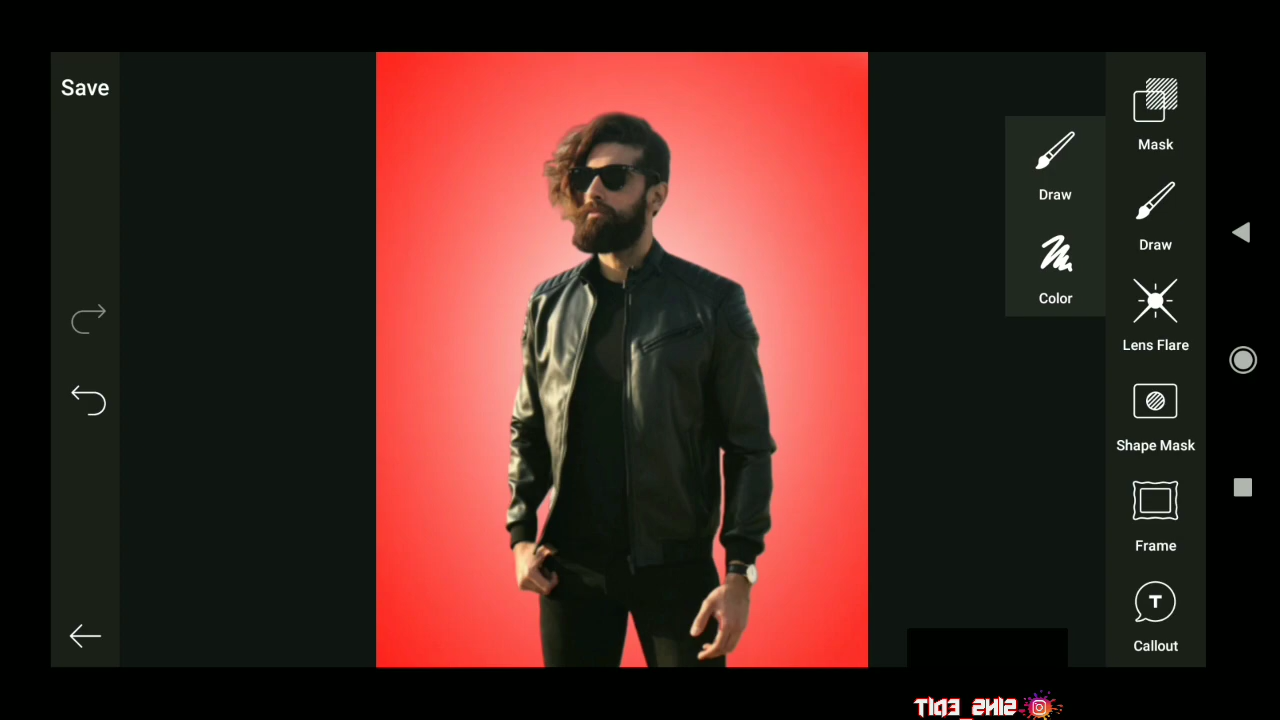 Save
Mask
Draw
Draw
Color
Lens Flare
Shape Mask
Frame
T
Callout